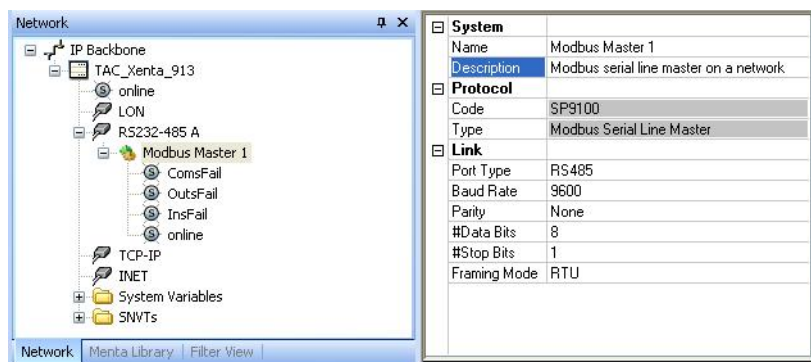 Network
IP Backbone
TAC_Xenta_913
online
LON
RS232-485 A
Modbus Master 1
ComsFail
OutsFail
InsFail
online
TCP-IP
INET
System Variables
SNVTs
Network Menta Library Filter View
System
Name Modbus Master 1
Description Modbus serial line master on a network
Protocol
Code SP9100
Type Modbus Serial Line Master
Link
Port Type RS485
Baud Rate 9600
Parity None
#Data Bits 8
#Stop Bits 1
Framing Mode RTU